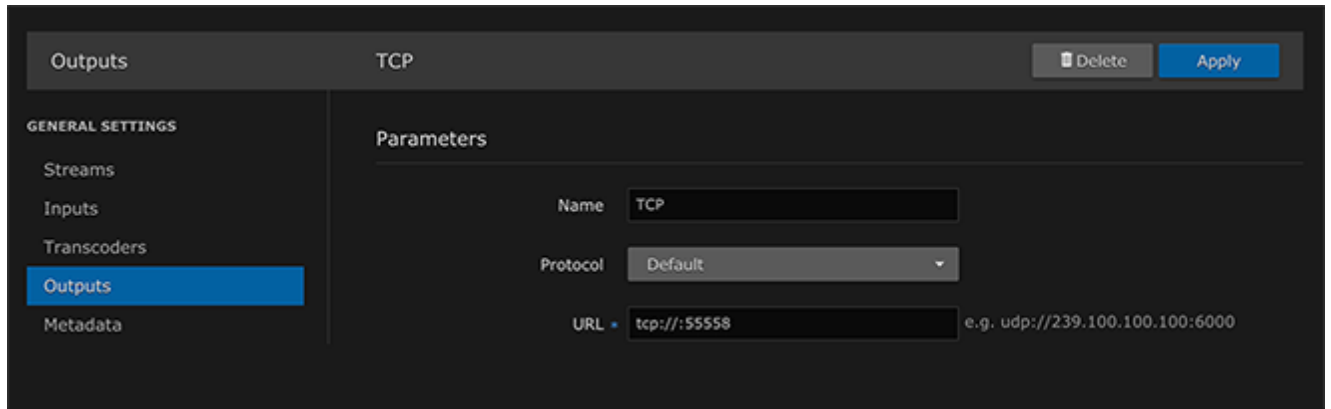 Outputs TCP Delete Apply
GENERAL SETTINGS
Parameters
Streams
Inputs
Name TCP
Transcoders
Protocol Default
Outputs
Metadata
URL * tcp://:55558 e.g. udp://239.100.100.100:6000